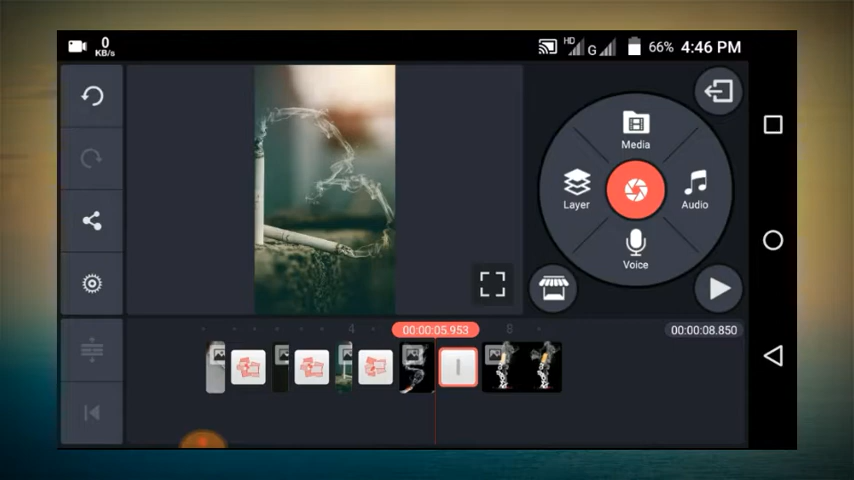 0
KB/s
HD
G
66%
4:46 PM
Media
Layer
Audio
Voice
4
00:00:05.953
8
00:00:08.850